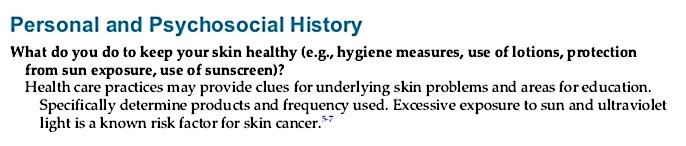 Personal and Psychosocial History
What do you do to keep your skin healthy (e.g., hygiene measures, use of lotions, protection
from sun exposure, use of sunscreen)?
Health care practices may provide clues for underlying skin problems and areas for education.
Specifically determine products and frequency used. Excessive exposure to sun and ultraviolet
light is a known risk factor for skin cancer.5-7